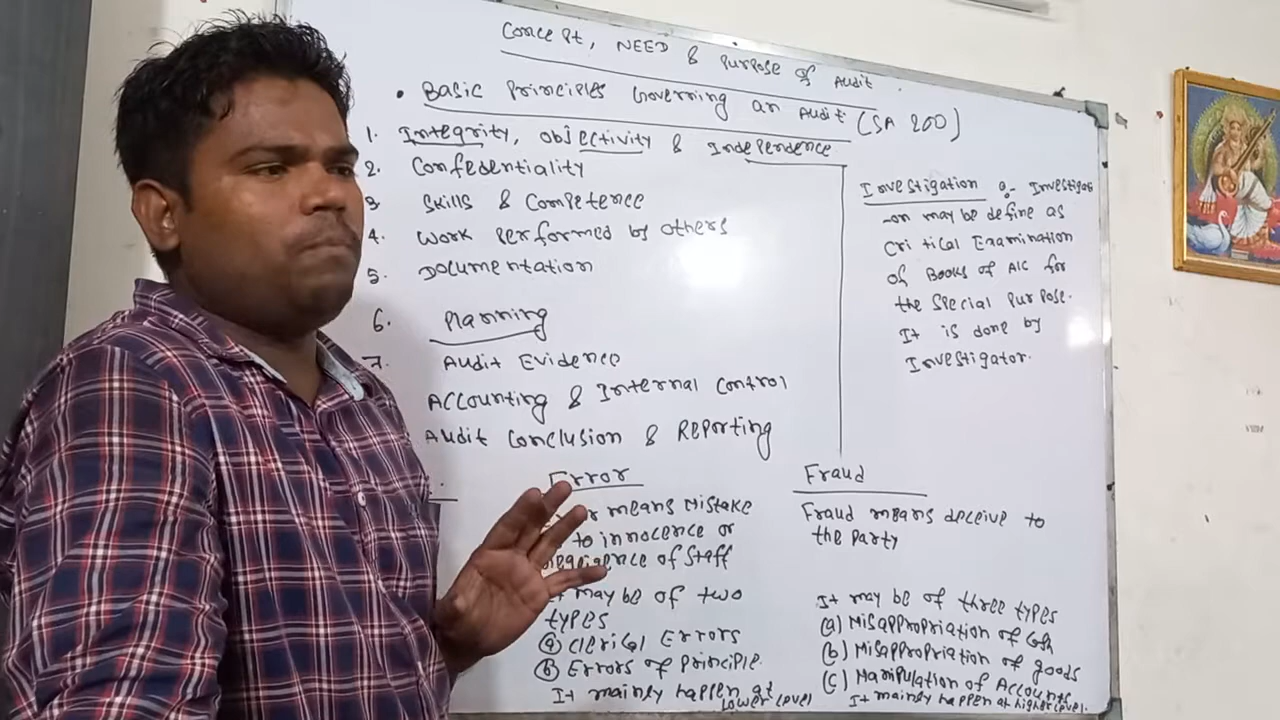 Concept, NEED & Purpose of Audit
• Basic Principles Governing an Audit (SA 200)
1. Integrity, objectivity & Independence
2. Confedentiality
3 Skills & Competence
4. Work performed by others
5. Documentation
6. Planning
7. Audit Evidence
Accounting & Internal Control
Audit Conclusion & Reporting
Investigation :- Investigati
-on may be define as
Critical Examination
of Books of A/C for
the Special Purpose.
It is done by
Investigator.
Error
r means Mistake
to innocence or
negligence of Staff
may be of two
types
(a) Clerical Errors
(b) Errors of Principle.
It mainly happen at
lower level
Fraud
Fraud means deceive to
the Party
It may be of three types
(a) Misappropriation of Cash
(b) Misappropriation of goods
(c) Manipulation of Accounts
It mainly happen at higher level.